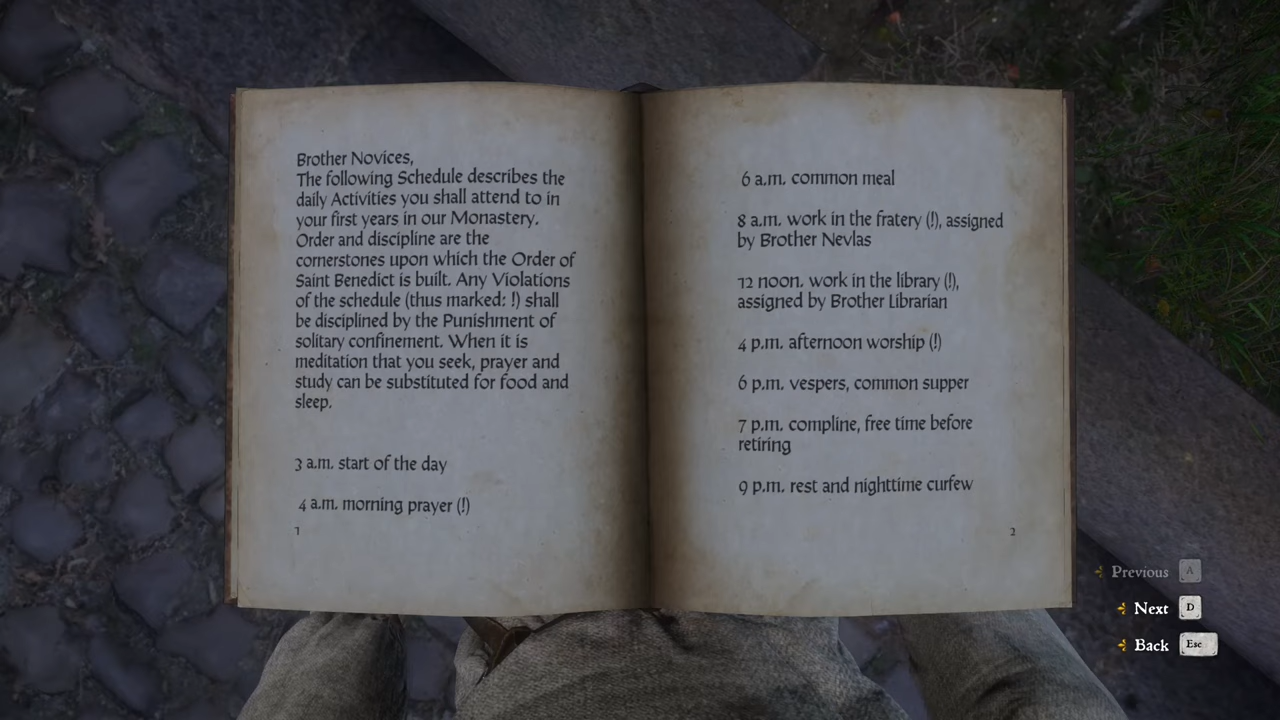 Brother Novices,
The following Schedule describes the
daily Activities you shall attend to in
your first years in our Monastery.
Order and discipline are the
cornerstones upon which the Order of
Saint Benedict is built. Any Violations
of the schedule (thus marked: !) shall
be disciplined by the Punishment of
solitary confinement. When it is
meditation that you seek, prayer and
study can be substituted for food and
sleep.
3 a.m. start of the day
4 a.m. morning prayer (!)
1
6 a.m. common meal
8 a.m. work in the fratery (!), assigned
by Brother Nevlas
12 noon. work in the library (!),
assigned by Brother Librarian
4 p.m. afternoon worship (!)
6 p.m. vespers, common supper
7 p.m. compline, free time before
retiring
9 p.m. rest and nighttime curfew
2
Previous A
Next D
Back Esc